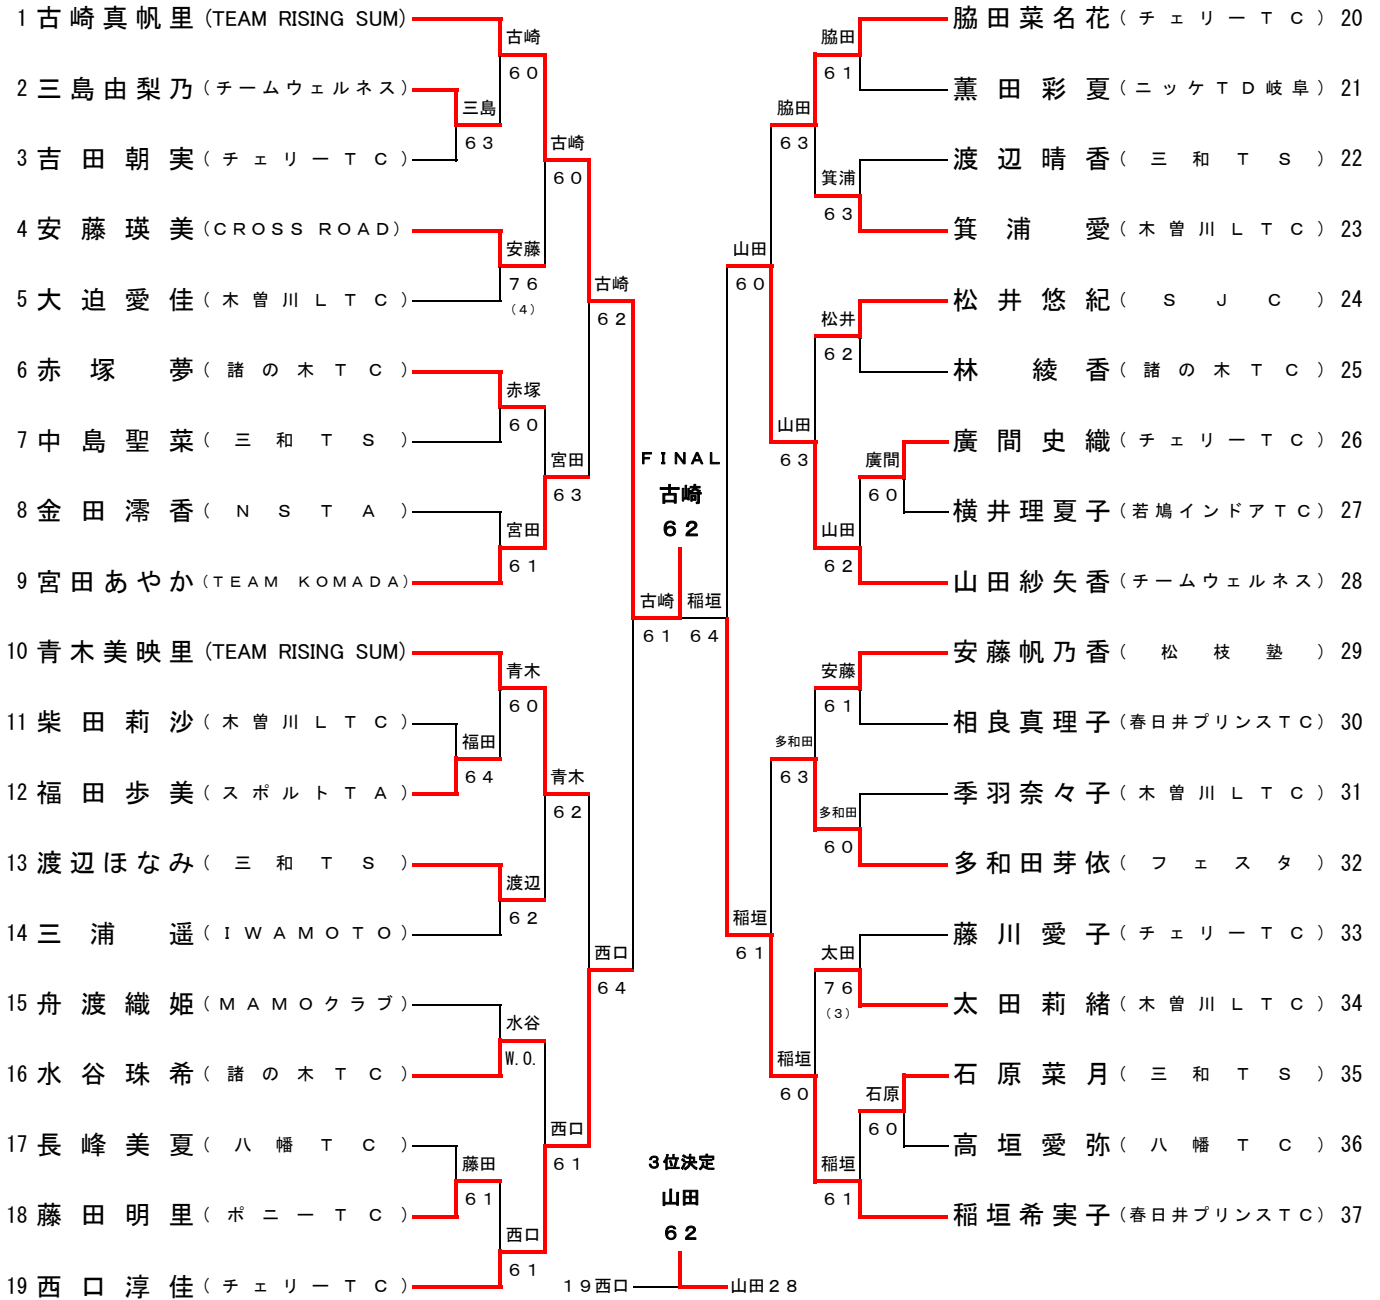 1 古崎真帆里 (TEAM RISING SUM)
2 三島由梨乃 (チームウェルネス)
3 吉田朝実 (チェリーTC)
4 安藤瑛美 (CROSS ROAD)
5 大迫愛佳 (木曽川LTC)
6 赤塚夢 (諸の木TC)
7 中島聖菜 (三和TS)
8 金田澪香 (NSTA)
9 宮田あやか (TEAM KOMADA)
10 青木美映里 (TEAM RISING SUM)
11 柴田莉沙 (木曽川LTC)
12 福田歩美 (スポルトTA)
13 渡辺ほなみ (三和TS)
14 三浦遥 (IWAMOTO)
15 舟渡織姫 (MAMOクラブ)
16 水谷珠希 (諸の木TC)
17 長峰美夏 (八幡TC)
18 藤田明里 (ポニーTC)
19 西口淳佳 (チェリーTC)
三島
63
福田
64
藤田
61
古崎
60
安藤
76
(4)
赤塚
60
宮田
61
青木
60
渡辺
62
水谷
W.O.
西口
61
古崎
60
宮田
63
青木
62
西口
61
古崎
62
西口
64
古崎
61
FINAL
古崎
62
稲垣
64
3位決定
山田
62
19西口
山田28
山田
60
稲垣
61
脇田
63
山田
63
多和田
63
稲垣
60
脇田
61
箕浦
63
松井
62
山田
62
安藤
61
多和田
60
太田
76
(3)
稲垣
61
廣間
60
石原
60
脇田菜名花 (チェリーTC) 20
薫田彩夏 (ニッケTD岐阜) 21
渡辺晴香 (三和TS) 22
箕浦愛 (木曽川LTC) 23
松井悠紀 (SJC) 24
林綾香 (諸の木TC) 25
廣間史織 (チェリーTC) 26
横井理夏子 (若鳩インドアTC) 27
山田紗矢香 (チームウェルネス) 28
安藤帆乃香 (松枝塾) 29
相良真理子 (春日井プリンスTC) 30
季羽奈々子 (木曽川LTC) 31
多和田芽依 (フェスタ) 32
藤川愛子 (チェリーTC) 33
太田莉緒 (木曽川LTC) 34
石原菜月 (三和TS) 35
高垣愛弥 (八幡TC) 36
稲垣希実子 (春日井プリンスTC) 37